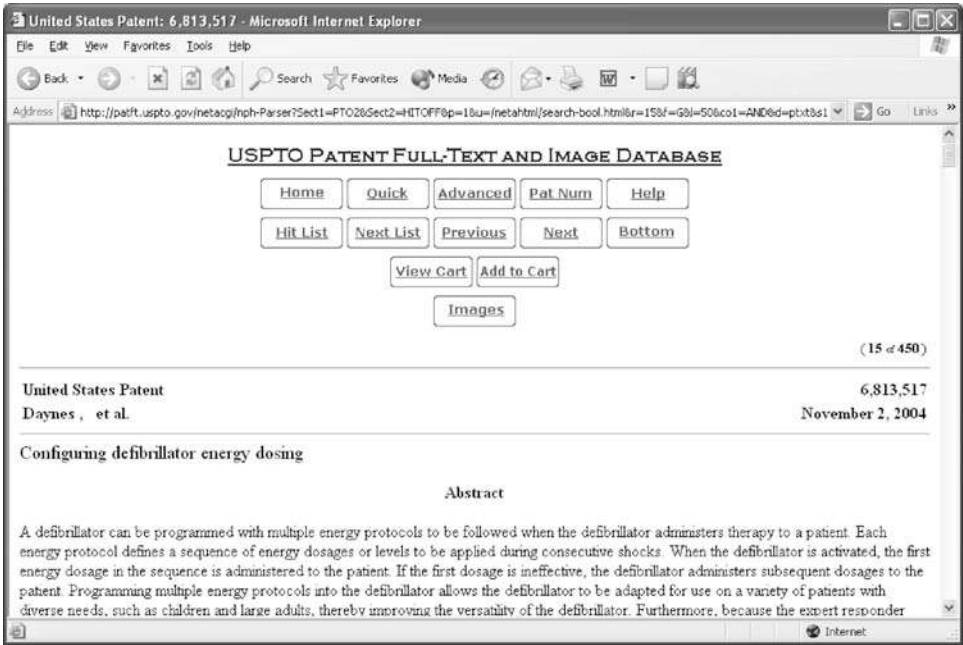 United States Patent: 6,813,517 - Microsoft Internet Explorer
File Edit View Favorites Tools Help
Back Search Favorites Media
Address http://patft.uspto.gov/netacgi/nph-Parser?Sect1=PTO2&Sect2=HITOFF&p=1&u=/netahtml/search-bool.html&r=15&f=G&l=50&co1=AND&d=ptxt&s1 Go Links »
USPTO PATENT FULL-TEXT AND IMAGE DATABASE
Home Quick Advanced Pat Num Help
Hit List Next List Previous Next Bottom
View Cart Add to Cart
Images
( 15 of 450 )
United States Patent 6,813,517
Daynes , et al. November 2, 2004
Configuring defibrillator energy dosing
Abstract
A defibrillator can be programmed with multiple energy protocols to be followed when the defibrillator administers therapy to a patient. Each
energy protocol defines a sequence of energy dosages or levels to be applied during consecutive shocks. When the defibrillator is activated, the first
energy dosage in the sequence is administered to the patient. If the first dosage is ineffective, the defibrillator administers subsequent dosages to the
patient. Programming multiple energy protocols into the defibrillator allows the defibrillator to be adapted for use on a variety of patients with
diverse needs, such as children and large adults, thereby improving the versatility of the defibrillator. Furthermore, because the expert responder
Internet